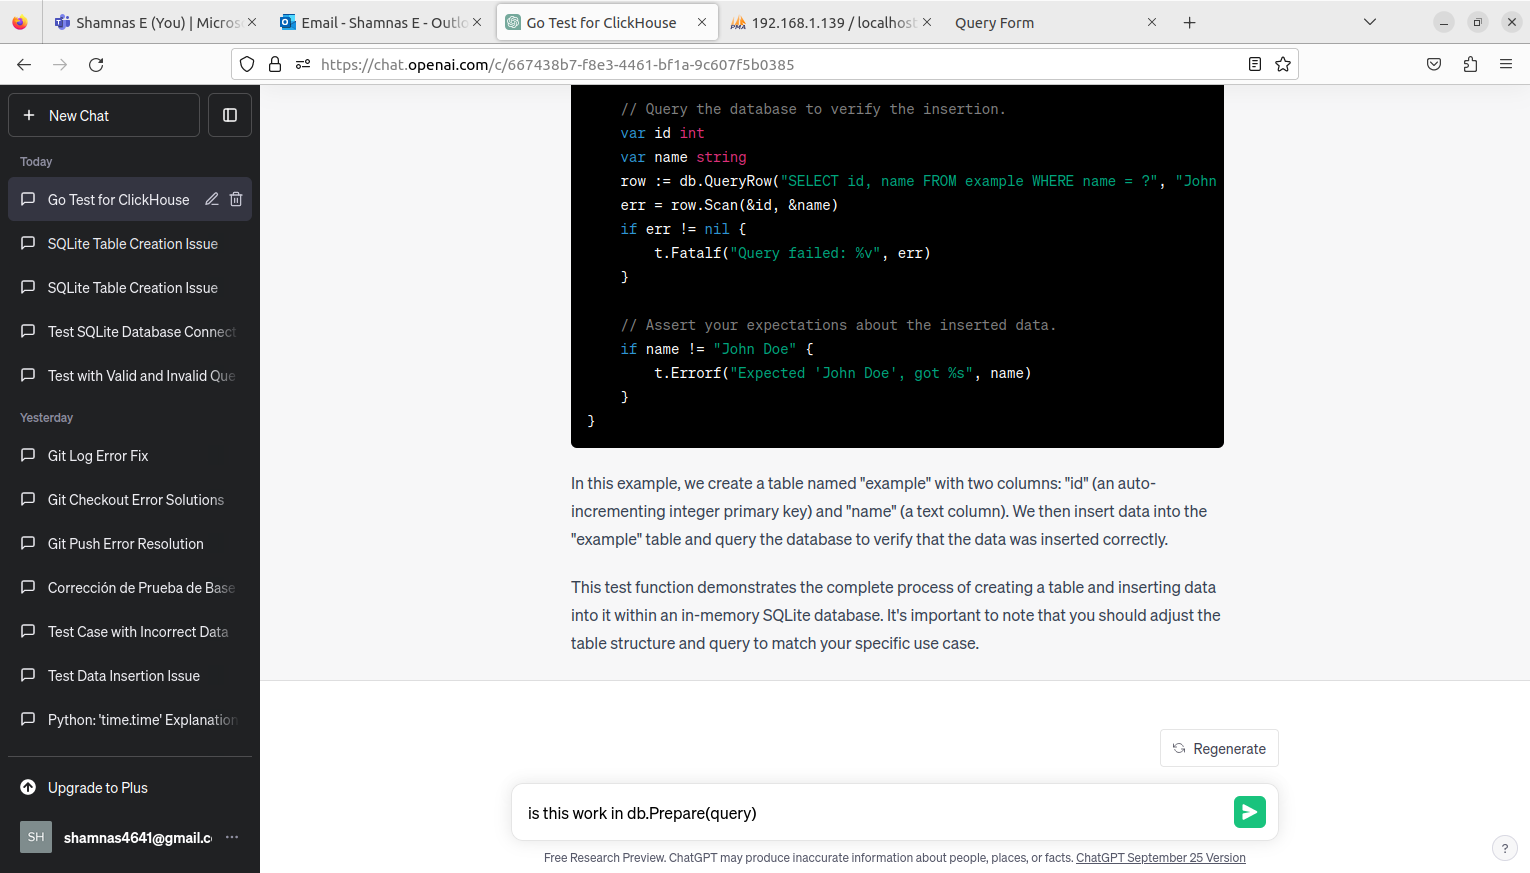 Shamnas E (You) | Micros
Email - Shamnas E - Outlo
Go Test for ClickHouse
192.168.1.139 / localhost
Query Form
https://chat.openai.com/c/667438b7-f8e3-4461-bf1a-9c607f5b0385
New Chat
Today
Go Test for ClickHouse
SQLite Table Creation Issue
SQLite Table Creation Issue
Test SQLite Database Connect
Test with Valid and Invalid Que
Yesterday
Git Log Error Fix
Git Checkout Error Solutions
Git Push Error Resolution
Corrección de Prueba de Base
Test Case with Incorrect Data
Test Data Insertion Issue
Python: 'time.time' Explanation
Upgrade to Plus
SH
shamnas4641@gmail.c
// Query the database to verify the insertion.
var id int
var name string
row := db.QueryRow("SELECT id, name FROM example WHERE name = ?", "John
err = row.Scan(&id, &name)
if err != nil {
t.Fatalf("Query failed: %v", err)
}
// Assert your expectations about the inserted data.
if name != "John Doe" {
t.Errorf("Expected 'John Doe', got %s", name)
}
}
In this example, we create a table named "example" with two columns: "id" (an auto-
incrementing integer primary key) and "name" (a text column). We then insert data into the
"example" table and query the database to verify that the data was inserted correctly.
This test function demonstrates the complete process of creating a table and inserting data
into it within an in-memory SQLite database. It's important to note that you should adjust the
table structure and query to match your specific use case.
Regenerate
is this work in db.Prepare(query)
Free Research Preview. ChatGPT may produce inaccurate information about people, places, or facts. ChatGPT September 25 Version
?